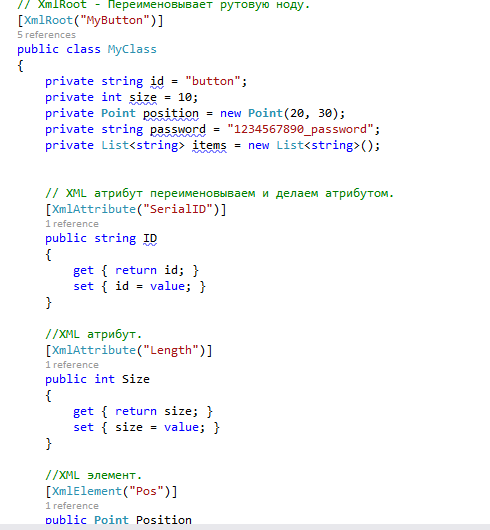 // XmlRoot - Переименовывает рутовую ноду.
[XmlRoot("MyButton")]
5 references
public class MyClass
{
private string id = "button";
private int size = 10;
private Point position = new Point(20, 30);
private string password = "1234567890_password";
private List<string> items = new List<string>();
// XML атрибут переименовываем и делаем атрибутом.
[XmlAttribute("SerialID")]
1 reference
public string ID
{
get { return id; }
set { id = value; }
}
//XML атрибут.
[XmlAttribute("Length")]
1 reference
public int Size
{
get { return size; }
set { size = value; }
}
//XML элемент.
[XmlElement("Pos")]
1 reference
public Point Position